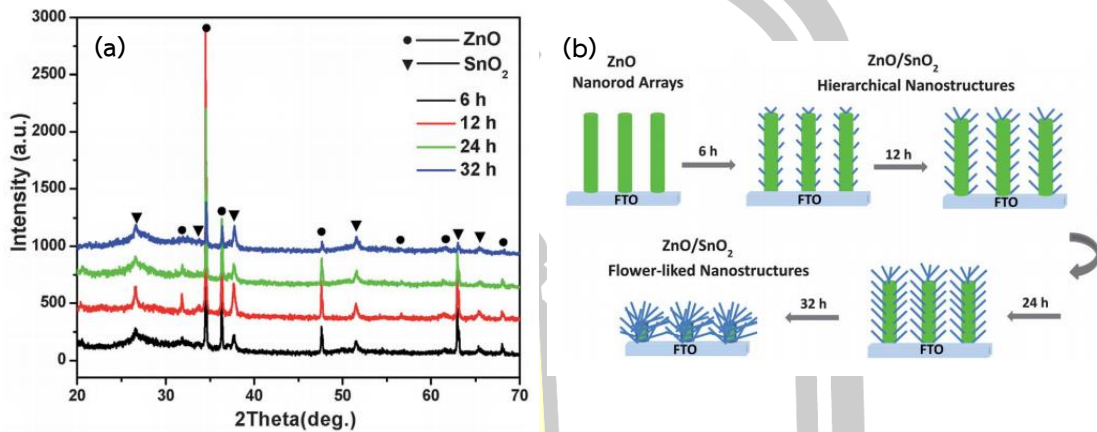 (a)
3000
2500
2000
1500
1000
500
0
Intensity (a.u.)
ZnO
SnO2
6 h
12 h
24 h
32 h
20 30 40 50 60 70
2Theta(deg.)
(b)
ZnO
Nanorod Arrays
ZnO/SnO2
Hierarchical Nanostructures
6 h
12 h
FTO
FTO
FTO
ZnO/SnO2
Flower-liked Nanostructures
32 h
24 h
FTO
FTO